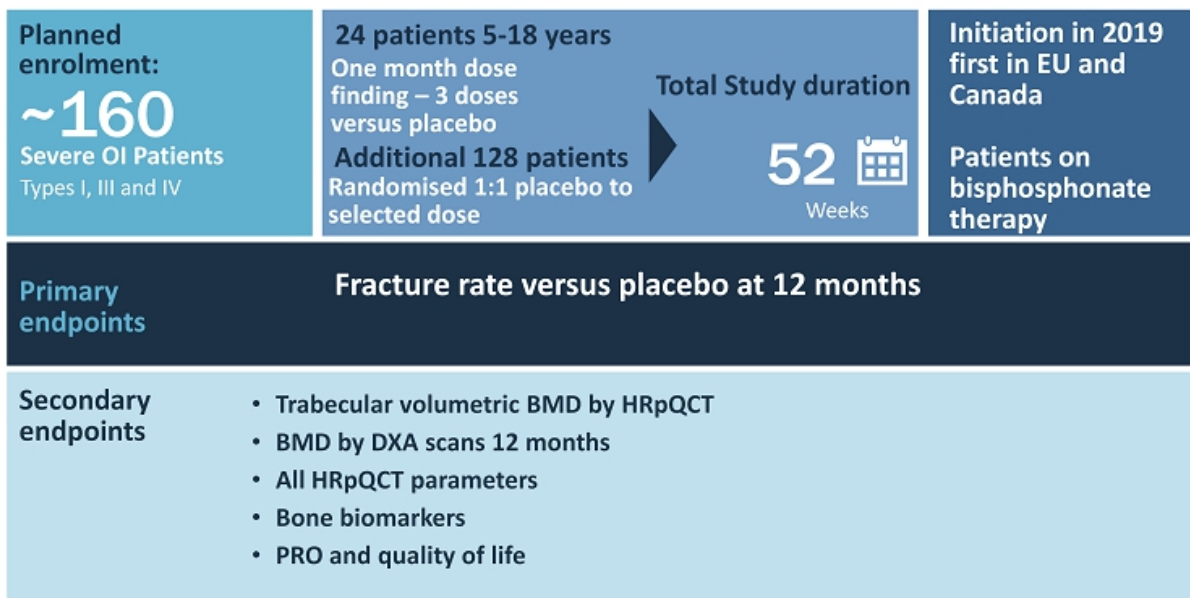 Planned
enrolment:
~160
Severe OI Patients
Types I, III and IV
24 patients 5-18 years
One month dose
finding – 3 doses
versus placebo
Additional 128 patients
Randomised 1:1 placebo to
selected dose
Total Study duration
52
Weeks
Initiation in 2019
first in EU and
Canada
Patients on
bisphosphonate
therapy
Primary
endpoints
Fracture rate versus placebo at 12 months
Secondary
endpoints
• Trabecular volumetric BMD by HRpQCT
• BMD by DXA scans 12 months
• All HRpQCT parameters
• Bone biomarkers
• PRO and quality of life